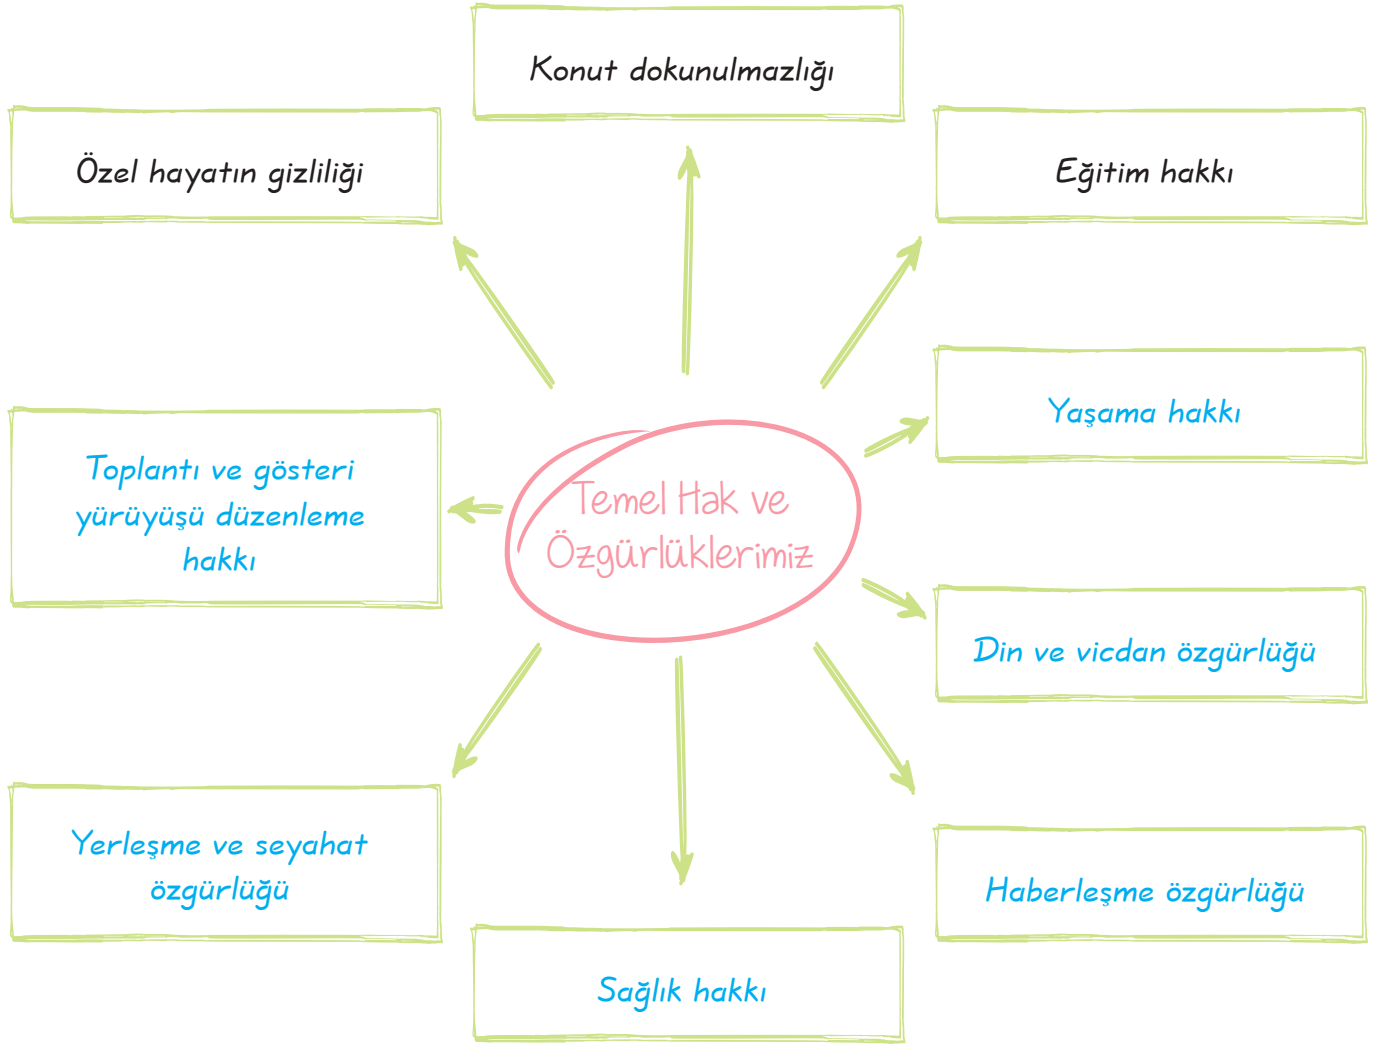 Konut dokunulmazlığı
Özel hayatın gizliliği
Eğitim hakkı
Yaşama hakkı
Toplantı ve gösteri
yürüyüşü düzenleme
hakkı
Temel Hak ve
Özgürlüklerimiz
Din ve vicdan özgürlüğü
Yerleşme ve seyahat
özgürlüğü
Haberleşme özgürlüğü
Sağlık hakkı